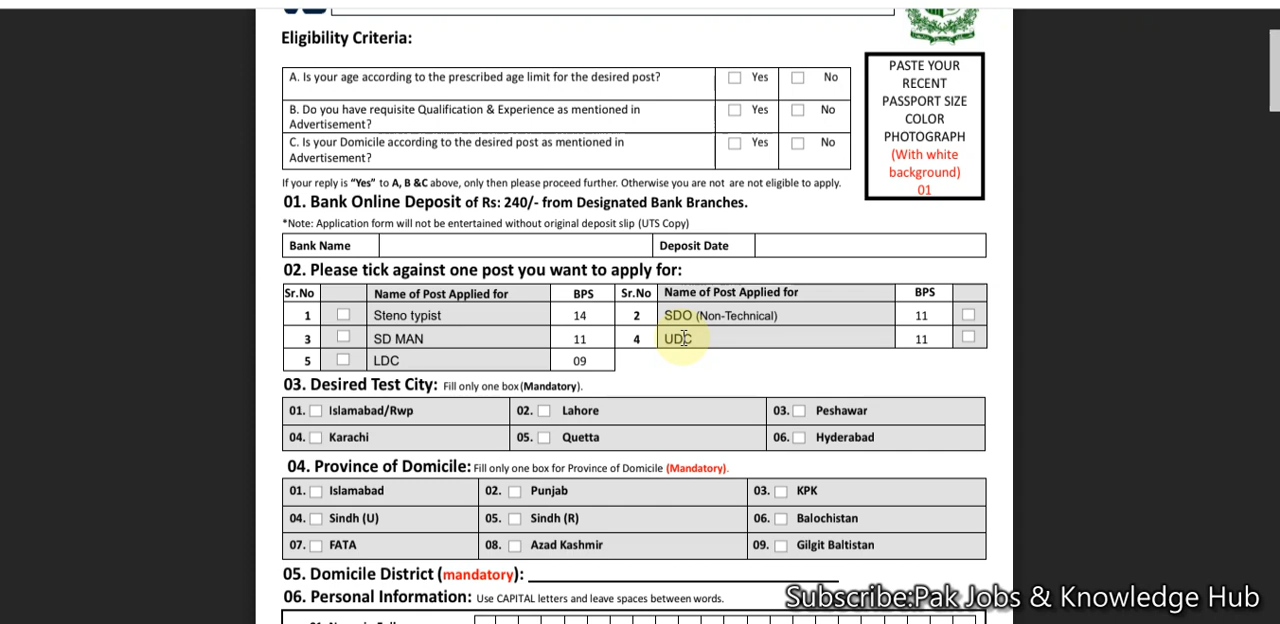 Eligibility Criteria:
A. Is your age according to the prescribed age limit for the desired post? Yes No
B. Do you have requisite Qualification & Experience as mentioned in
Advertisement? Yes No
C. Is your Domicile according to the desired post as mentioned in
Advertisement? Yes No
PASTE YOUR
RECENT
PASSPORT SIZE
COLOR
PHOTOGRAPH
(With white
background)
01
If your reply is “Yes” to A, B &C above, only then please proceed further. Otherwise you are not are not eligible to apply.
01. Bank Online Deposit of Rs: 240/- from Designated Bank Branches.
*Note: Application form will not be entertained without original deposit slip (UTS Copy)
Bank Name Deposit Date
02. Please tick against one post you want to apply for:
Sr.No Name of Post Applied for BPS Sr.No Name of Post Applied for BPS
1 Steno typist 14 2 SDO (Non-Technical) 11
3 SD MAN 11 4 UDC 11
5 LDC 09
03. Desired Test City: Fill only one box(Mandatory).
01. Islamabad/Rwp 02. Lahore 03. Peshawar
04. Karachi 05. Quetta 06. Hyderabad
04. Province of Domicile: Fill only one box for Province of Domicile (Mandatory).
01. Islamabad 02. Punjab 03. KPK
04. Sindh (U) 05. Sindh (R) 06. Balochistan
07. FATA 08. Azad Kashmir 09. Gilgit Baltistan
05. Domicile District (mandatory):
06. Personal Information: Use CAPITAL letters and leave spaces between words.
Subscribe:Pak Jobs & Knowledge Hub